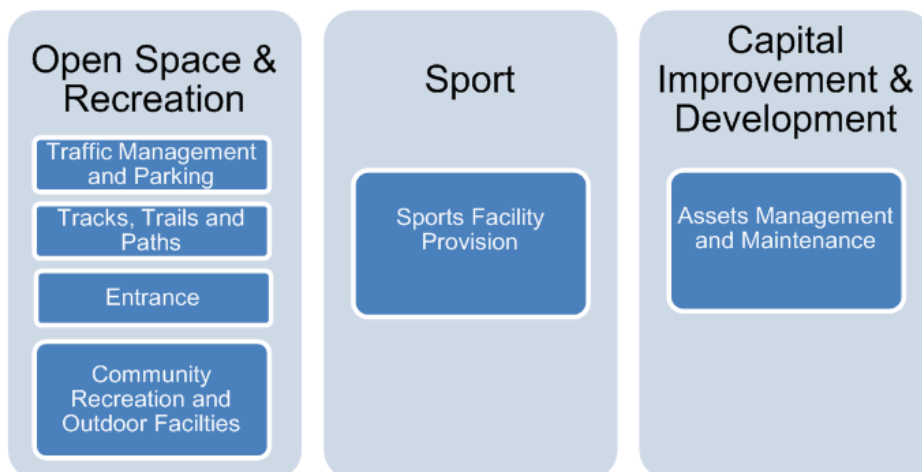 Open Space &
Recreation
Traffic Management
and Parking
Tracks, Trails and
Paths
Entrance
Community
Recreation and
Outdoor Facilties
Sport
Sports Facility
Provision
Capital
Improvement &
Development
Assets Management
and Maintenance